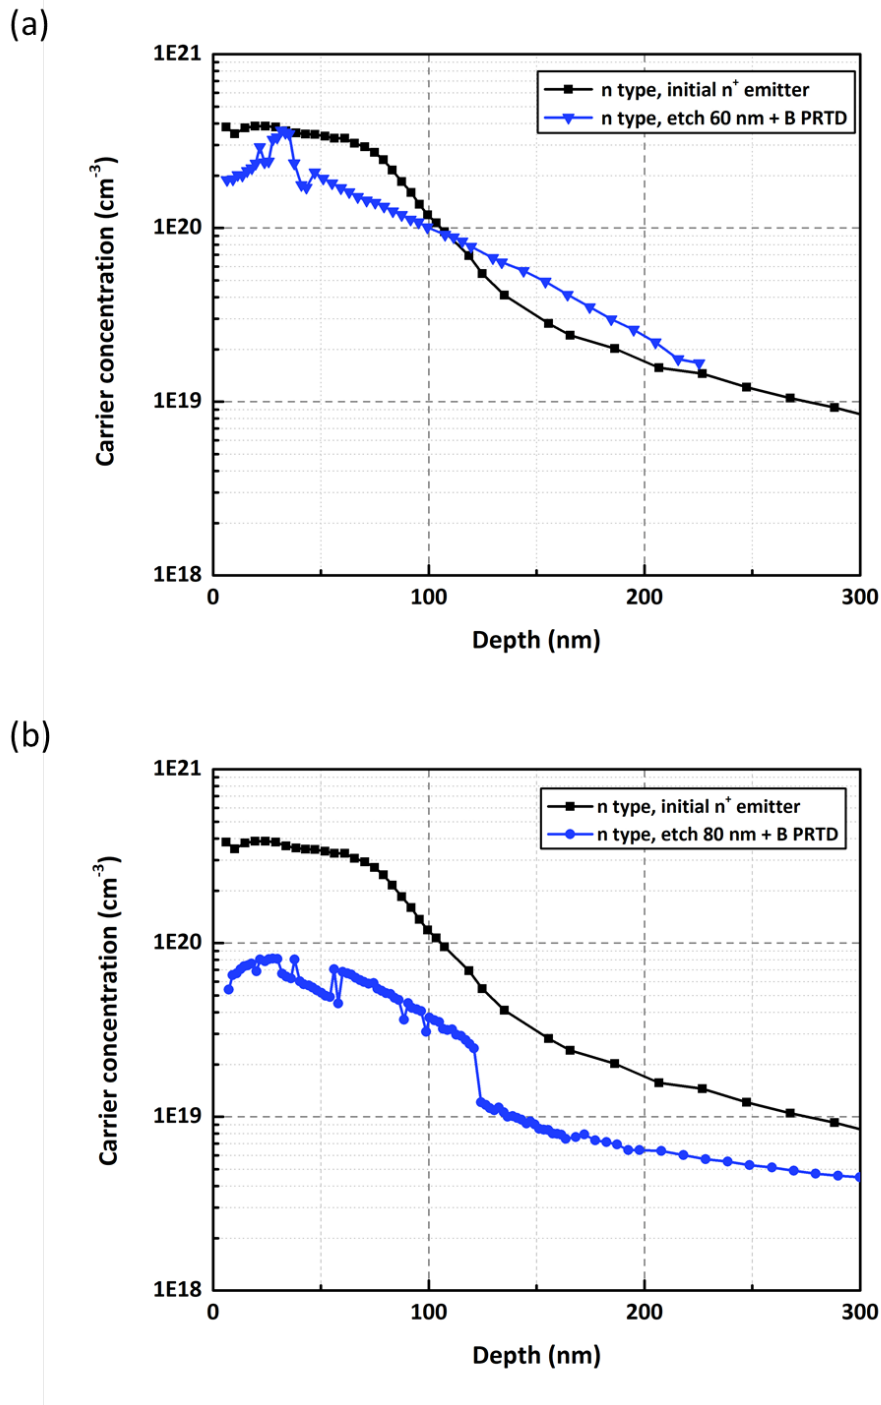 (a)
1E21
1E20
1E19
1E18
Carrier concentration (cm⁻³)
n type, initial n⁺ emitter
n type, etch 60 nm + B PRTD
0 100 200 300
Depth (nm)
(b)
1E21
1E20
1E19
1E18
Carrier concentration (cm⁻³)
n type, initial n⁺ emitter
n type, etch 80 nm + B PRTD
0 100 200 300
Depth (nm)